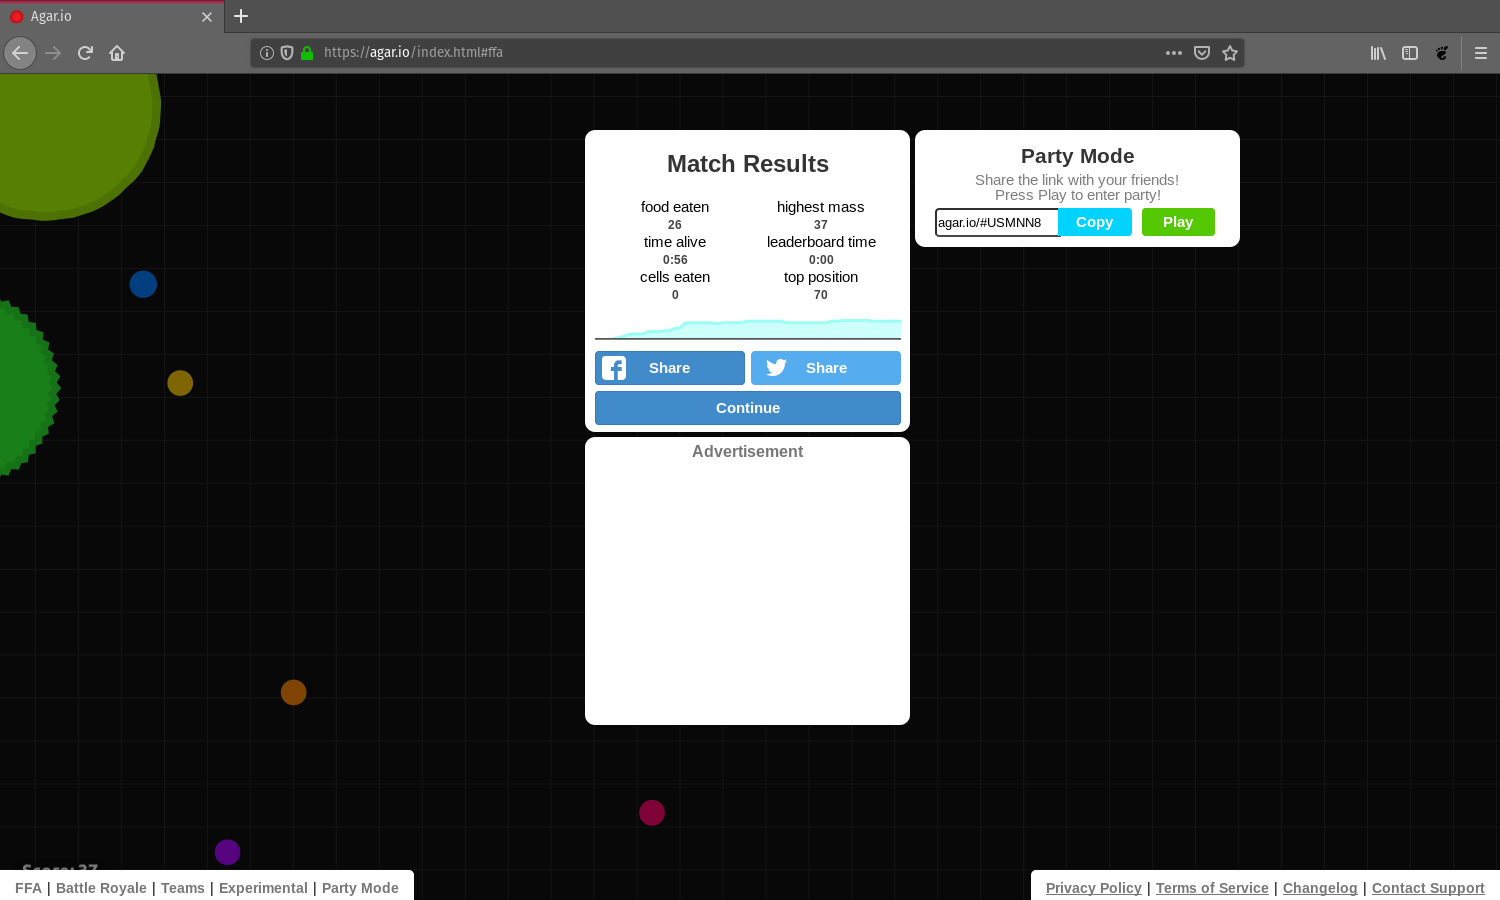 Agar.io
https://agar.io/index.html#ffa
Match Results
food eaten
26
highest mass
37
time alive
0:56
leaderboard time
0:00
cells eaten
0
top position
70
Share
Share
Continue
Advertisement
Party Mode
Share the link with your friends!
Press Play to enter party!
agar.io/#USMNN8
Copy
Play
Score: 37
FFA | Battle Royale | Teams | Experimental | Party Mode
Privacy Policy | Terms of Service | Changelog | Contact Support